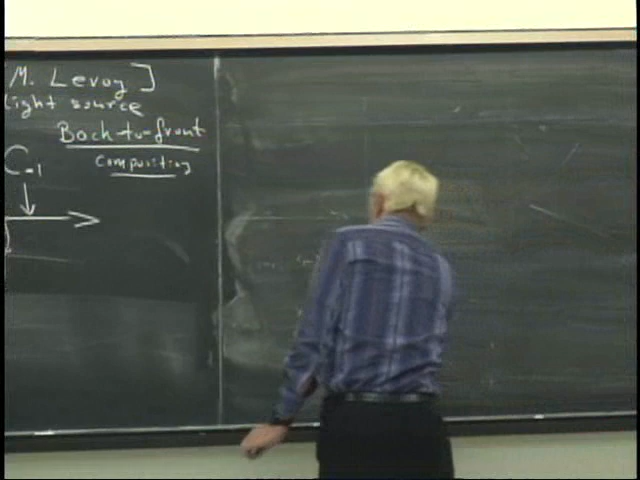 M. Levoy]
light source
Back-to-front
Compositing
C-1